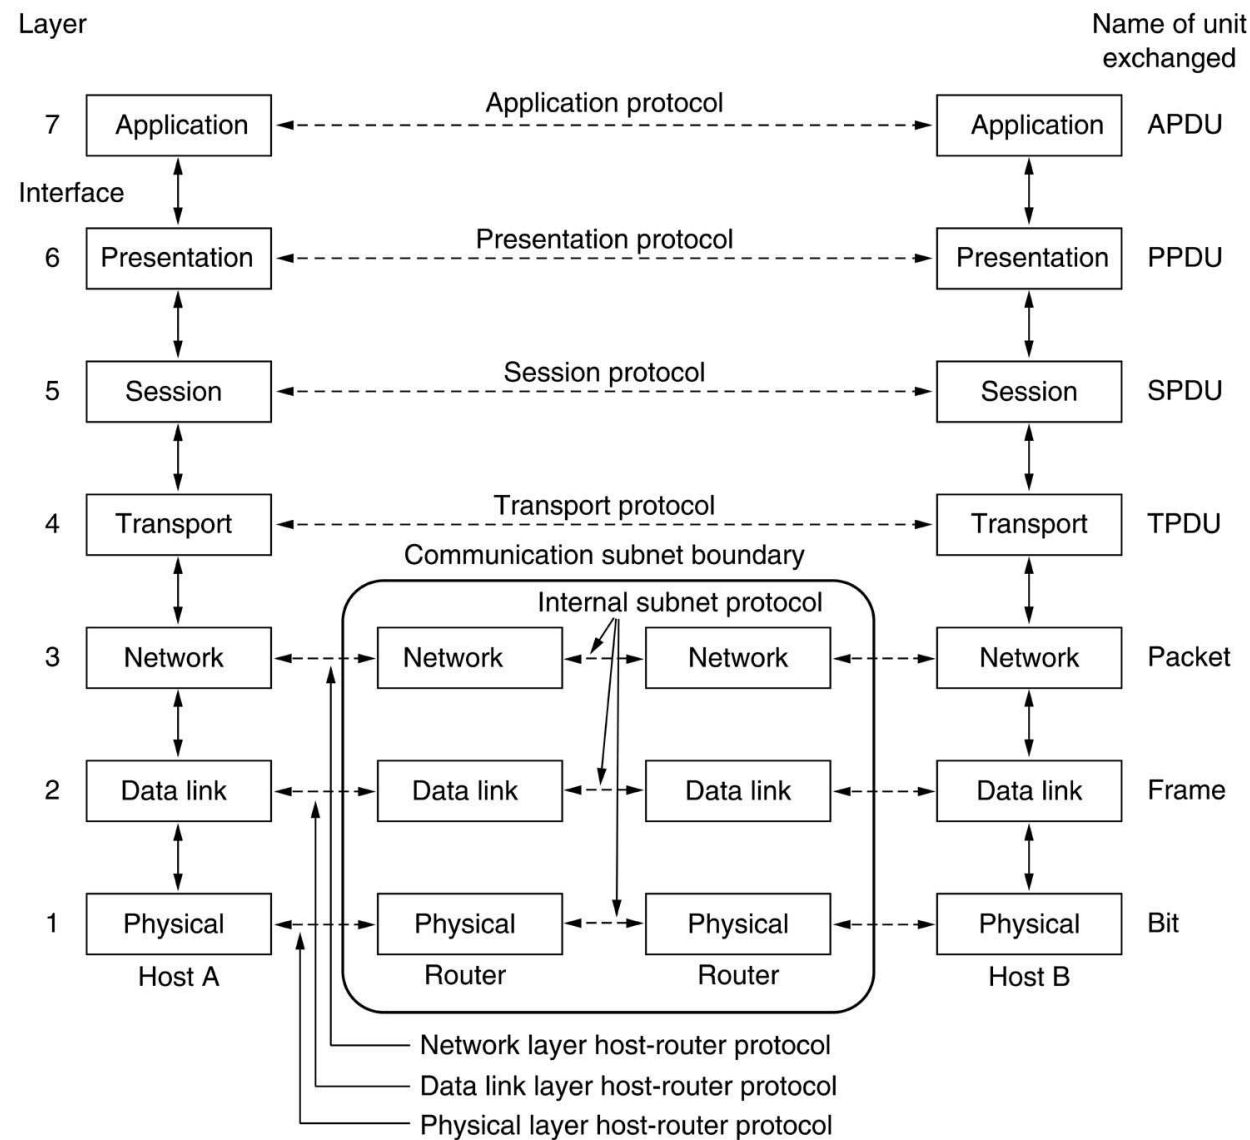 Layer
Name of unit
exchanged
Application protocol
7 Application Application APDU
Interface
Presentation protocol
6 Presentation Presentation PPDU
Session protocol
5 Session Session SPDU
Transport protocol
4 Transport Transport TPDU
Communication subnet boundary
Internal subnet protocol
3 Network Network Network Network Packet
2 Data link Data link Data link Data link Frame
1 Physical Physical Physical Physical Bit
Host A Router Router Host B
Network layer host-router protocol
Data link layer host-router protocol
Physical layer host-router protocol